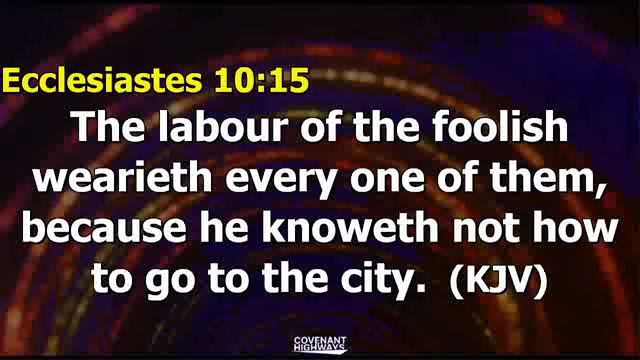 Ecclesiastes 10:15
The labour of the foolish
wearieth every one of them,
because he knoweth not how
to go to the city. (KJV)
COVENANT
HIGHWAYS